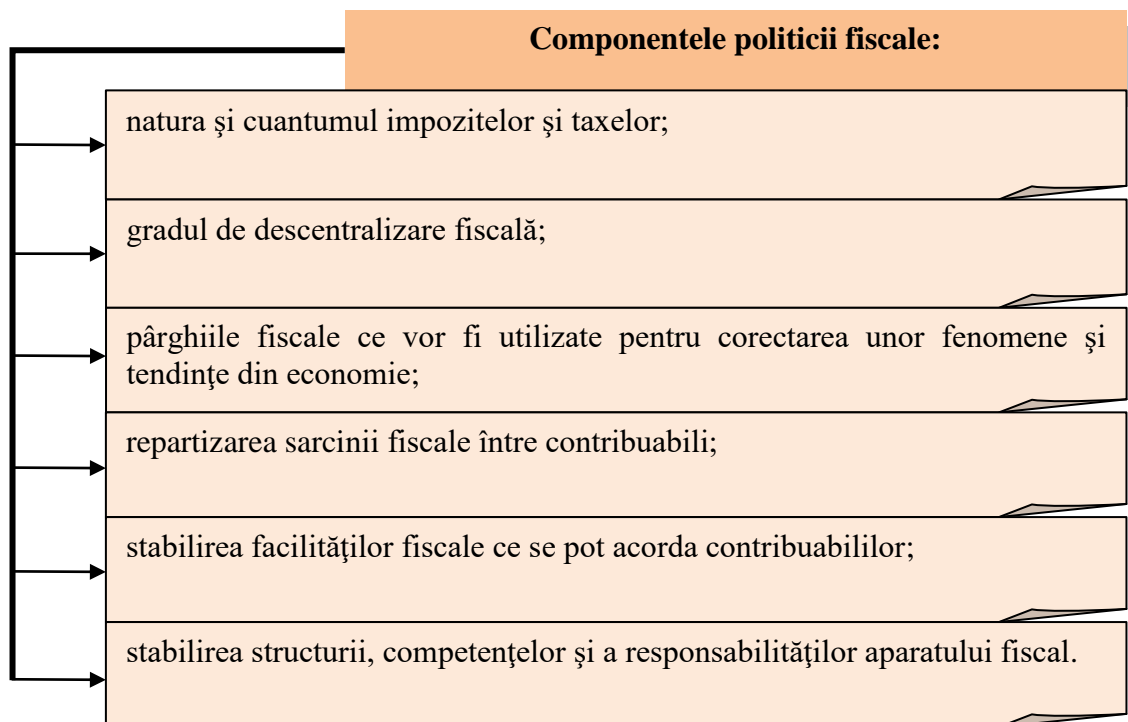 Componentele politicii fiscale:
natura şi cuantumul impozitelor şi taxelor;
gradul de descentralizare fiscală;
pârghiile fiscale ce vor fi utilizate pentru corectarea unor fenomene şi
tendinţe din economie;
repartizarea sarcinii fiscale între contribuabili;
stabilirea facilităţilor fiscale ce se pot acorda contribuabililor;
stabilirea structurii, competenţelor şi a responsabilităţilor aparatului fiscal.